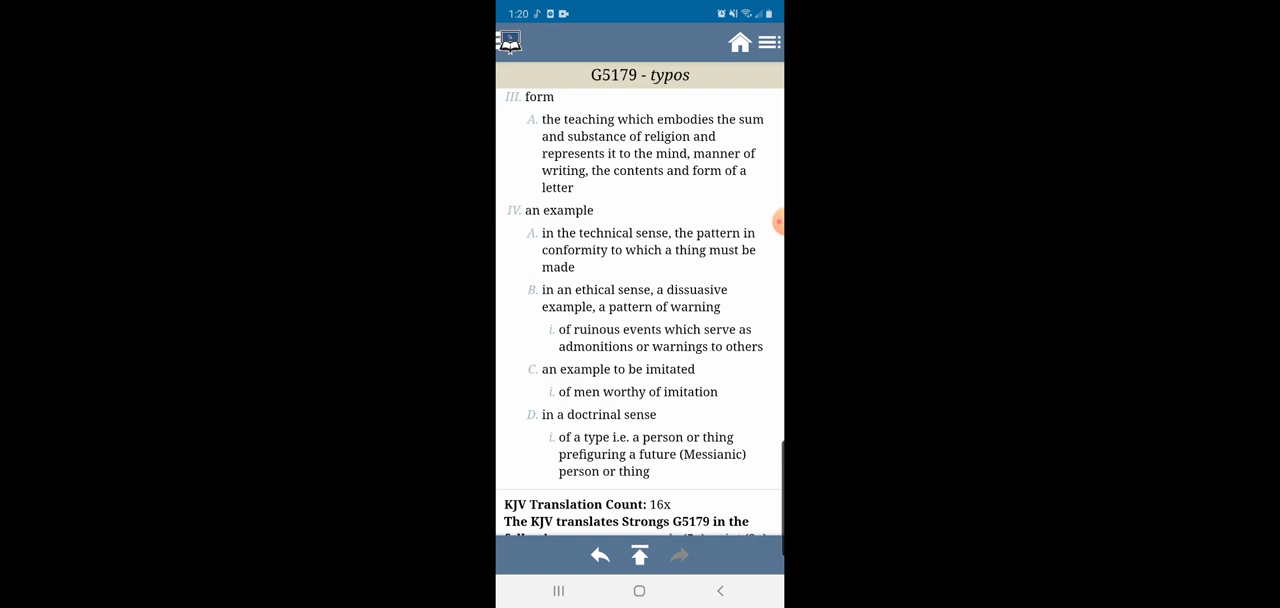 1:20
G5179 - typos
III. form
A. the teaching which embodies the sum
and substance of religion and
represents it to the mind, manner of
writing, the contents and form of a
letter
IV. an example
A. in the technical sense, the pattern in
conformity to which a thing must be
made
B. in an ethical sense, a dissuasive
example, a pattern of warning
i. of ruinous events which serve as
admonitions or warnings to others
C. an example to be imitated
i. of men worthy of imitation
D. in a doctrinal sense
i. of a type i.e. a person or thing
prefiguring a future (Messianic)
person or thing
KJV Translation Count: 16x
The KJV translates Strongs G5179 in the